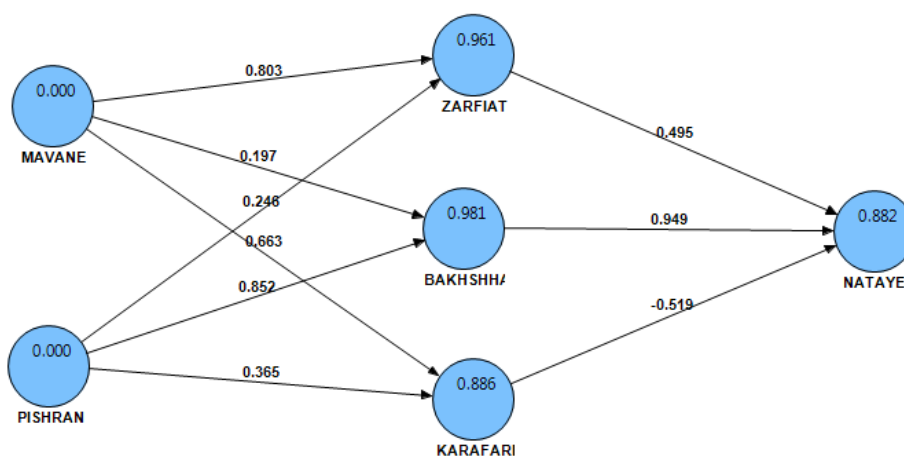 0.961
0.000
0.803
ZARFIAT
0.495
MAVANE
0.197
0.246
0.981
0.882
0.949
0.663
BAKHSHHA
NATAYE
0.852
-0.519
0.000
0.365
0.886
PISHRAN
KARAFARI